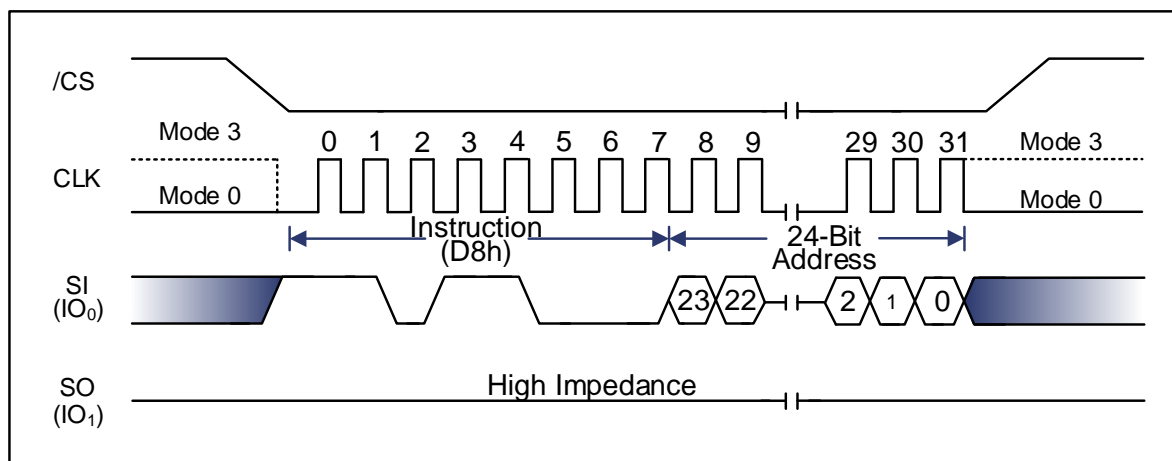 /CS
Mode 3
CLK
Mode 0
0 1 2 3 4 5 6 7 8 9 29 30 31
Mode 3
Mode 0
Instruction
(D8h)
24-Bit
Address
SI
(IO₀)
23 22 2 1 0
SO
(IO₁)
High Impedance